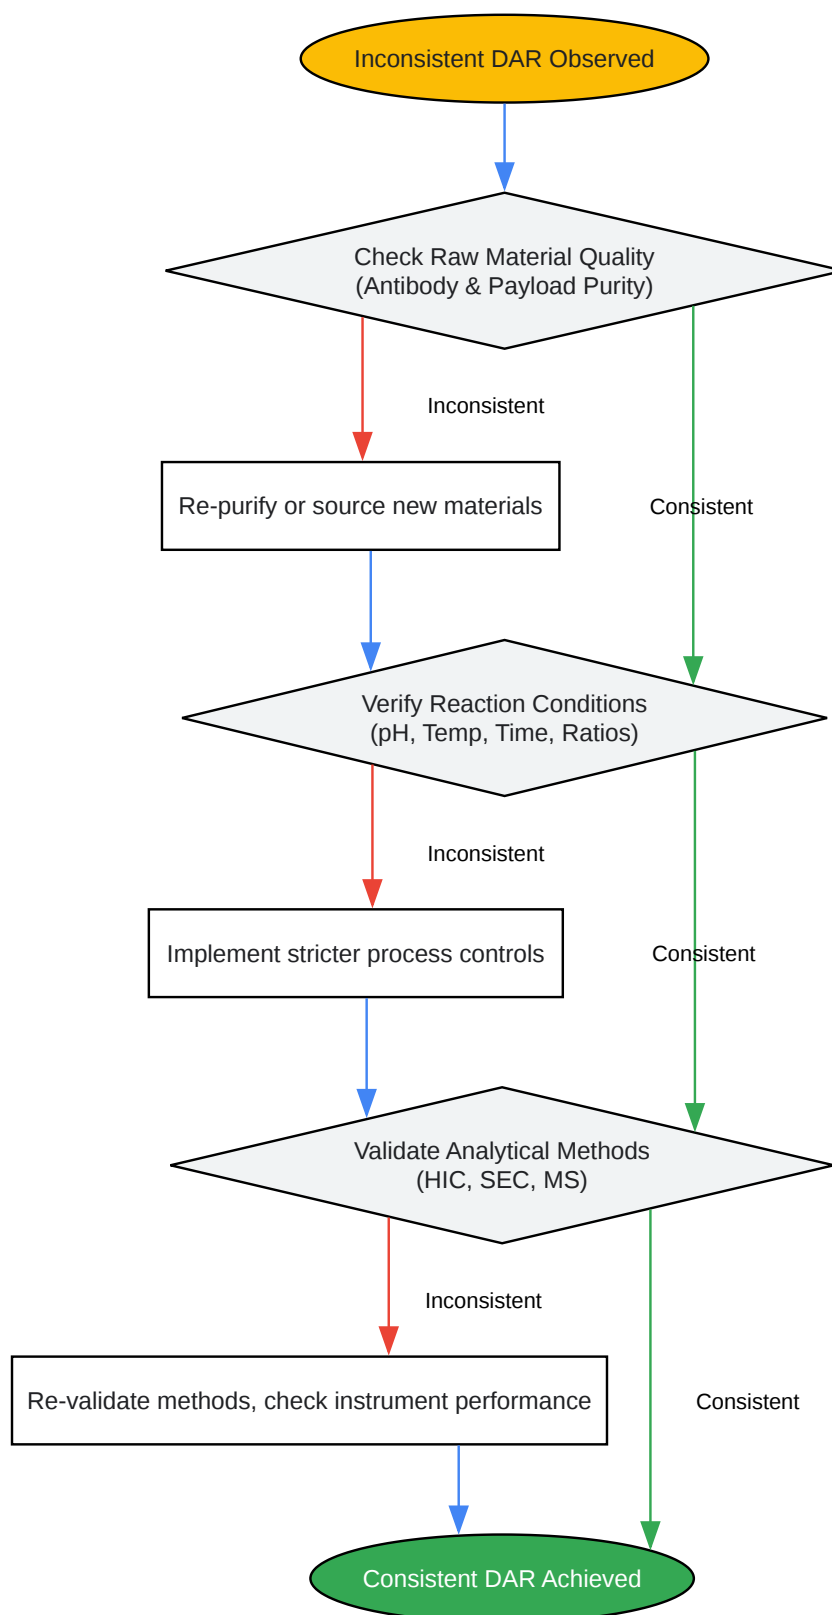 Inconsistent DAR Observed
Check Raw Material Quality
(Antibody & Payload Purity)
Inconsistent
Re-purify or source new materials
Consistent
Verify Reaction Conditions
(pH, Temp, Time, Ratios)
Inconsistent
Implement stricter process controls
Consistent
Validate Analytical Methods
(HIC, SEC, MS)
Inconsistent
Re-validate methods, check instrument performance
Consistent
Consistent DAR Achieved